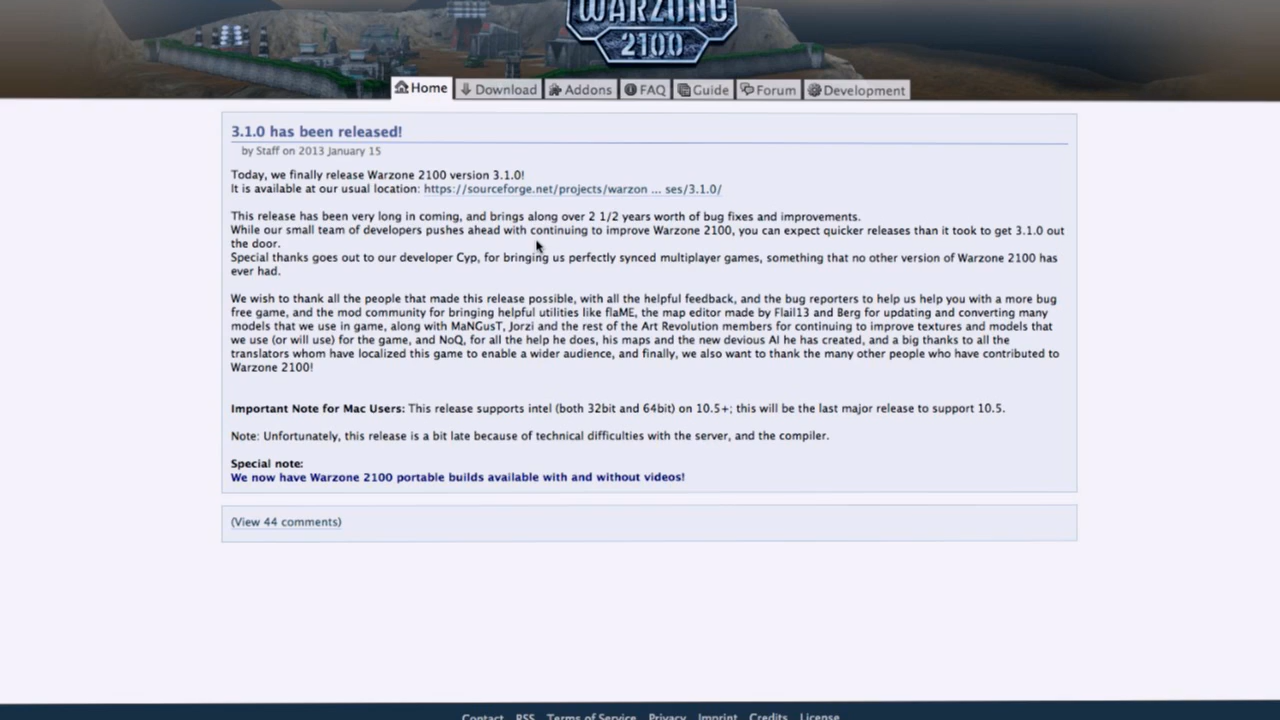 WARZONE
2100
Home Download Addons FAQ Guide Forum Development
3.1.0 has been released!
by Staff on 2013 January 15
Today, we finally release Warzone 2100 version 3.1.0!
It is available at our usual location: https://sourceforge.net/projects/warzon ... ses/3.1.0/
This release has been very long in coming, and brings along over 2 1/2 years worth of bug fixes and improvements.
While our small team of developers pushes ahead with continuing to improve Warzone 2100, you can expect quicker releases than it took to get 3.1.0 out
the door.
Special thanks goes out to our developer Cyp, for bringing us perfectly synced multiplayer games, something that no other version of Warzone 2100 has
ever had.
We wish to thank all the people that made this release possible, with all the helpful feedback, and the bug reporters to help us help you with a more bug
free game, and the mod community for bringing helpful utilities like flaME, the map editor made by Flail13 and Berg for updating and converting many
models that we use in game, along with MaNGusT, Jorzi and the rest of the Art Revolution members for continuing to improve textures and models that
we use (or will use) for the game, and NoQ, for all the help he does, his maps and the new devious AI he has created, and a big thanks to all the
translators whom have localized this game to enable a wider audience, and finally, we also want to thank the many other people who have contributed to
Warzone 2100!
Important Note for Mac Users: This release supports intel (both 32bit and 64bit) on 10.5+; this will be the last major release to support 10.5.
Note: Unfortunately, this release is a bit late because of technical difficulties with the server, and the compiler.
Special note:
We now have Warzone 2100 portable builds available with and without videos!
(View 44 comments)
Contact RSS Terms of Service Privacy Imprint Credits License